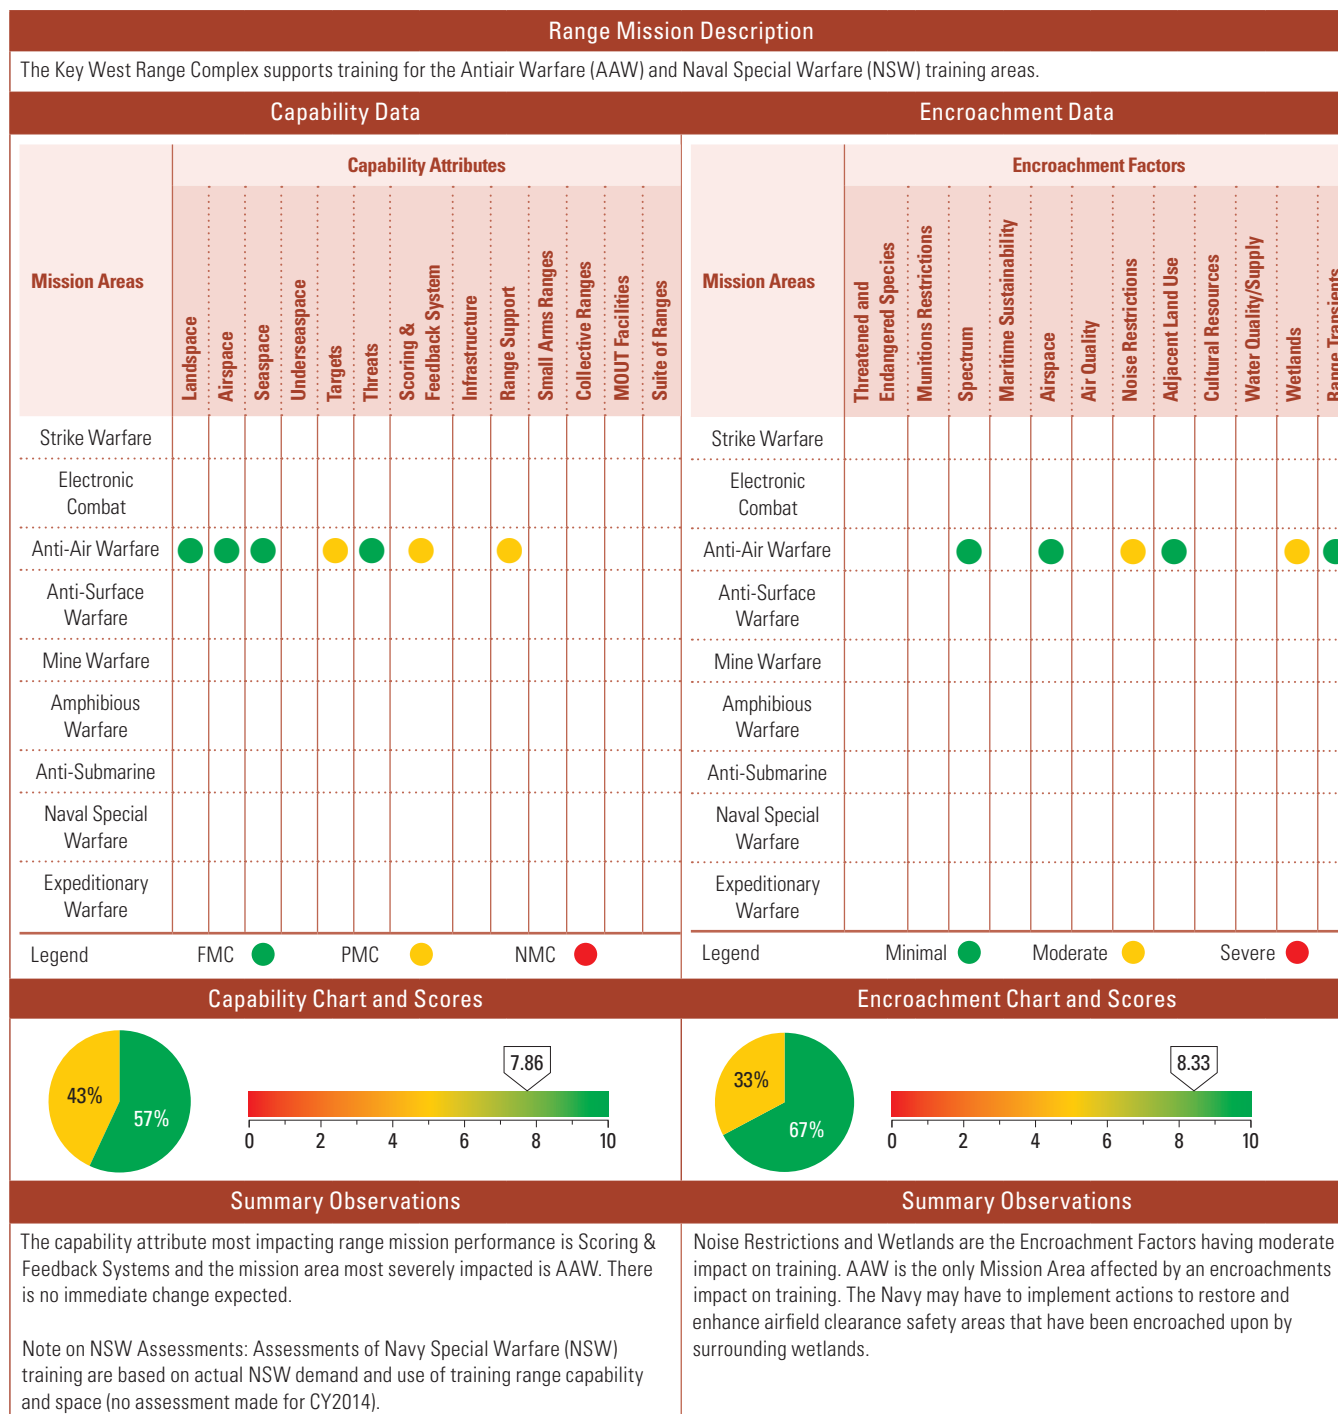 Range Mission Description
The Key West Range Complex supports training for the Antiair Warfare (AAW) and Naval Special Warfare (NSW) training areas.
Capability Data
Mission Areas
Capability Attributes
Landspace
Airspace
Seaspace
Underseaspace
Targets
Threats
Scoring &
Feedback System
Infrastructure
Range Support
Small Arms Ranges
Collective Ranges
MOUT Facilities
Suite of Ranges
Strike Warfare
Electronic
Combat
Anti-Air Warfare
Anti-Surface
Warfare
Mine Warfare
Amphibious
Warfare
Anti-Submarine
Naval Special
Warfare
Expeditionary
Warfare
Legend FMC PMC NMC
Encroachment Data
Mission Areas
Encroachment Factors
Threatened and
Endangered Species
Munitions Restrictions
Spectrum
Maritime Sustainability
Airspace
Air Quality
Noise Restrictions
Adjacent Land Use
Cultural Resources
Water Quality/Supply
Wetlands
Range Transients
Strike Warfare
Electronic
Combat
Anti-Air Warfare
Anti-Surface
Warfare
Mine Warfare
Amphibious
Warfare
Anti-Submarine
Naval Special
Warfare
Expeditionary
Warfare
Legend Minimal Moderate Severe
Capability Chart and Scores
43%
57%
7.86
0 2 4 6 8 10
Encroachment Chart and Scores
33%
67%
8.33
0 2 4 6 8 10
Summary Observations
The capability attribute most impacting range mission performance is Scoring &
Feedback Systems and the mission area most severely impacted is AAW. There
is no immediate change expected.
Note on NSW Assessments: Assessments of Navy Special Warfare (NSW)
training are based on actual NSW demand and use of training range capability
and space (no assessment made for CY2014).
Summary Observations
Noise Restrictions and Wetlands are the Encroachment Factors having moderate
impact on training. AAW is the only Mission Area affected by an encroachments
impact on training. The Navy may have to implement actions to restore and
enhance airfield clearance safety areas that have been encroached upon by
surrounding wetlands.